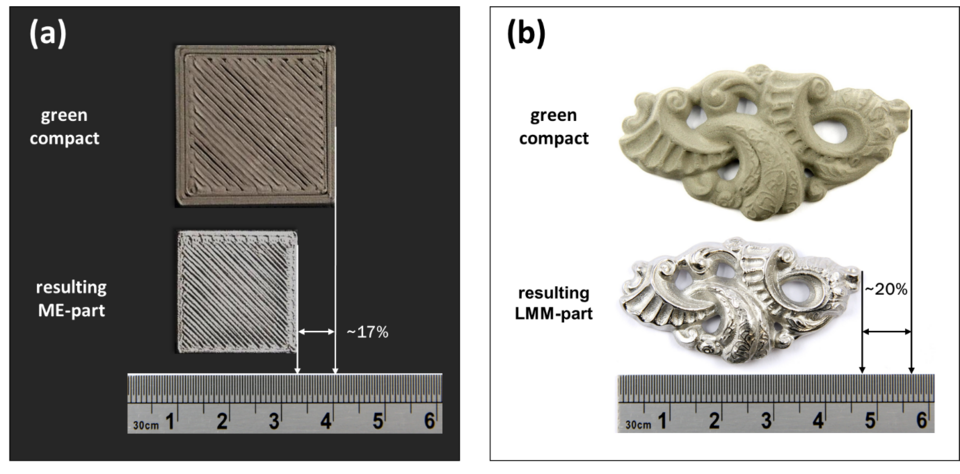 (a)
green
compact
resulting
ME-part
~17%
30cm 1 2 3 4 5 6
(b)
green
compact
resulting
LMM-part
~20%
30cm 1 2 3 4 5 6